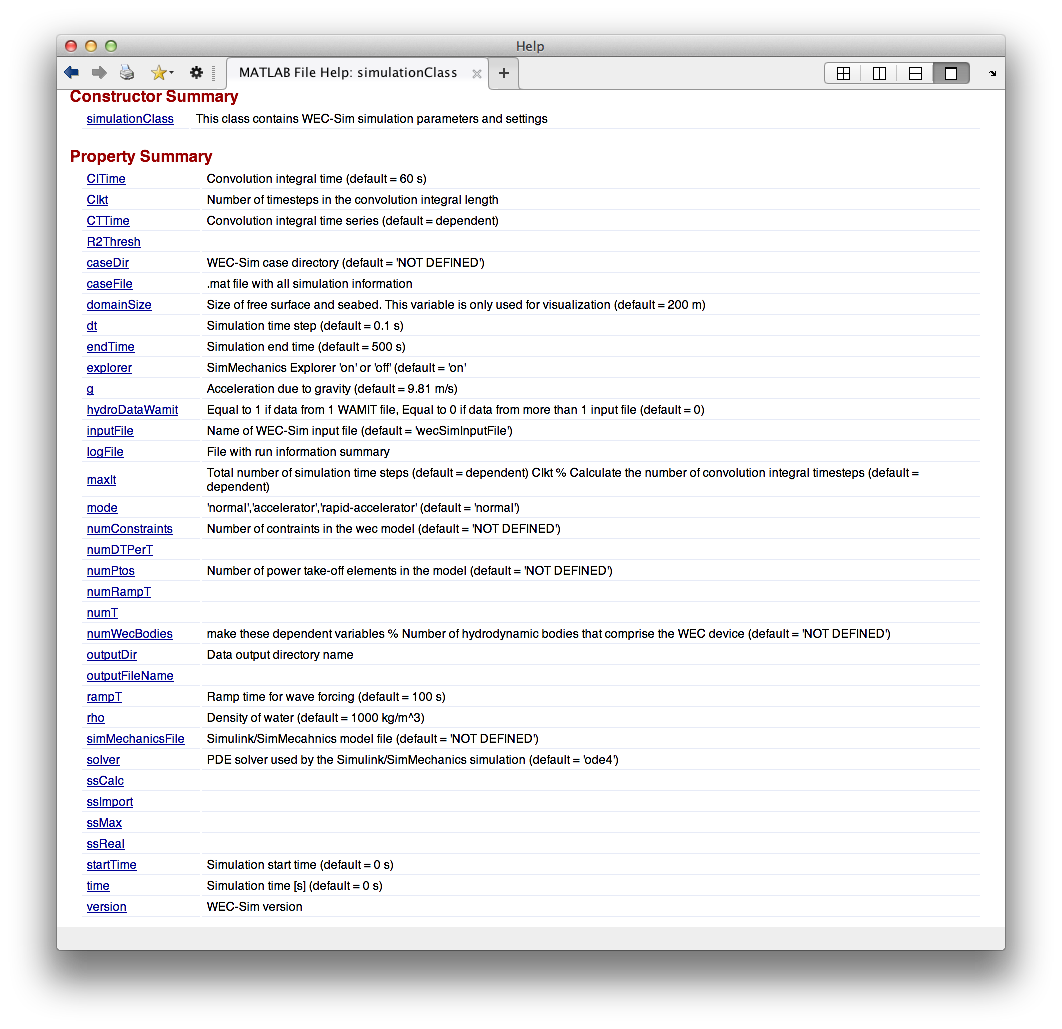 Help
MATLAB File Help: simulationClass
Constructor Summary
simulationClass This class contains WEC-Sim simulation parameters and settings
Property Summary
CITime Convolution integral time (default = 60 s)
CIkt Number of timesteps in the convolution integral length
CTTime Convolution integral time series (default = dependent)
R2Thresh
caseDir WEC-Sim case directory (default = 'NOT DEFINED')
caseFile .mat file with all simulation information
domainSize Size of free surface and seabed. This variable is only used for visualization (default = 200 m)
dt Simulation time step (default = 0.1 s)
endTime Simulation end time (default = 500 s)
explorer SimMechanics Explorer 'on' or 'off' (default = 'on'
g Acceleration due to gravity (default = 9.81 m/s)
hydroDataWamit Equal to 1 if data from 1 WAMIT file, Equal to 0 if data from more than 1 input file (default = 0)
inputFile Name of WEC-Sim input file (default = 'wecSimInputFile')
logFile File with run information summary
maxIt Total number of simulation time steps (default = dependent) CIkt % Calculate the number of convolution integral timesteps (default =
dependent)
mode 'normal','accelerator','rapid-accelerator' (default = 'normal')
numConstraints Number of contraints in the wec model (default = 'NOT DEFINED')
numDTPerT
numPtos Number of power take-off elements in the model (default = 'NOT DEFINED')
numRampT
numT
numWecBodies make these dependent variables % Number of hydrodynamic bodies that comprise the WEC device (default = 'NOT DEFINED')
outputDir Data output directory name
outputFileName
rampT Ramp time for wave forcing (default = 100 s)
rho Density of water (default = 1000 kg/m^3)
simMechanicsFile Simulink/SimMecahnics model file (default = 'NOT DEFINED')
solver PDE solver used by the Simulink/SimMechanics simulation (default = 'ode4')
ssCalc
ssImport
ssMax
ssReal
startTime Simulation start time (default = 0 s)
time Simulation time [s] (default = 0 s)
version WEC-Sim version